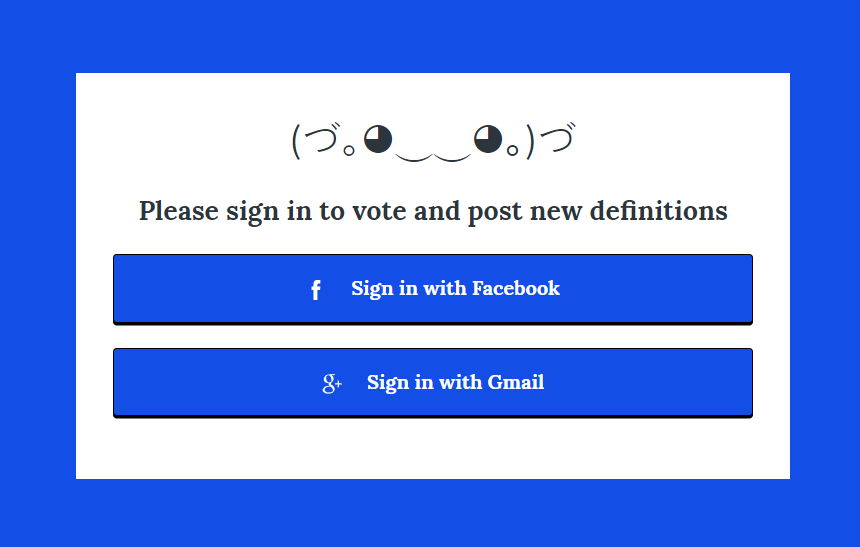 (づ｡◕‿‿◕｡)づ
Please sign in to vote and post new definitions
f Sign in with Facebook
g+ Sign in with Gmail